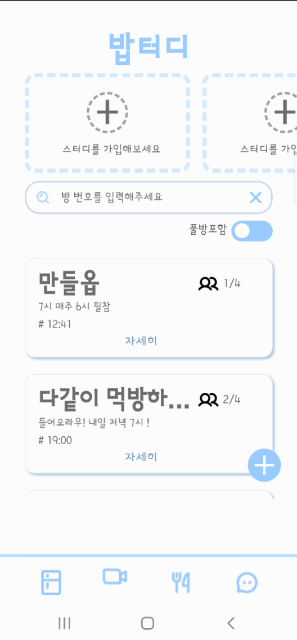 밥터디
스터디를 가입해보세요
스터디를 가입
방 번호를 입력해주세요
풀방포함
만들옵
1/4
7시 매주 6시 필참
# 12:41
자세히
다같이 먹방하...
2/4
들어오라우! 내일 저녁 7시 !
# 19:00
자세히